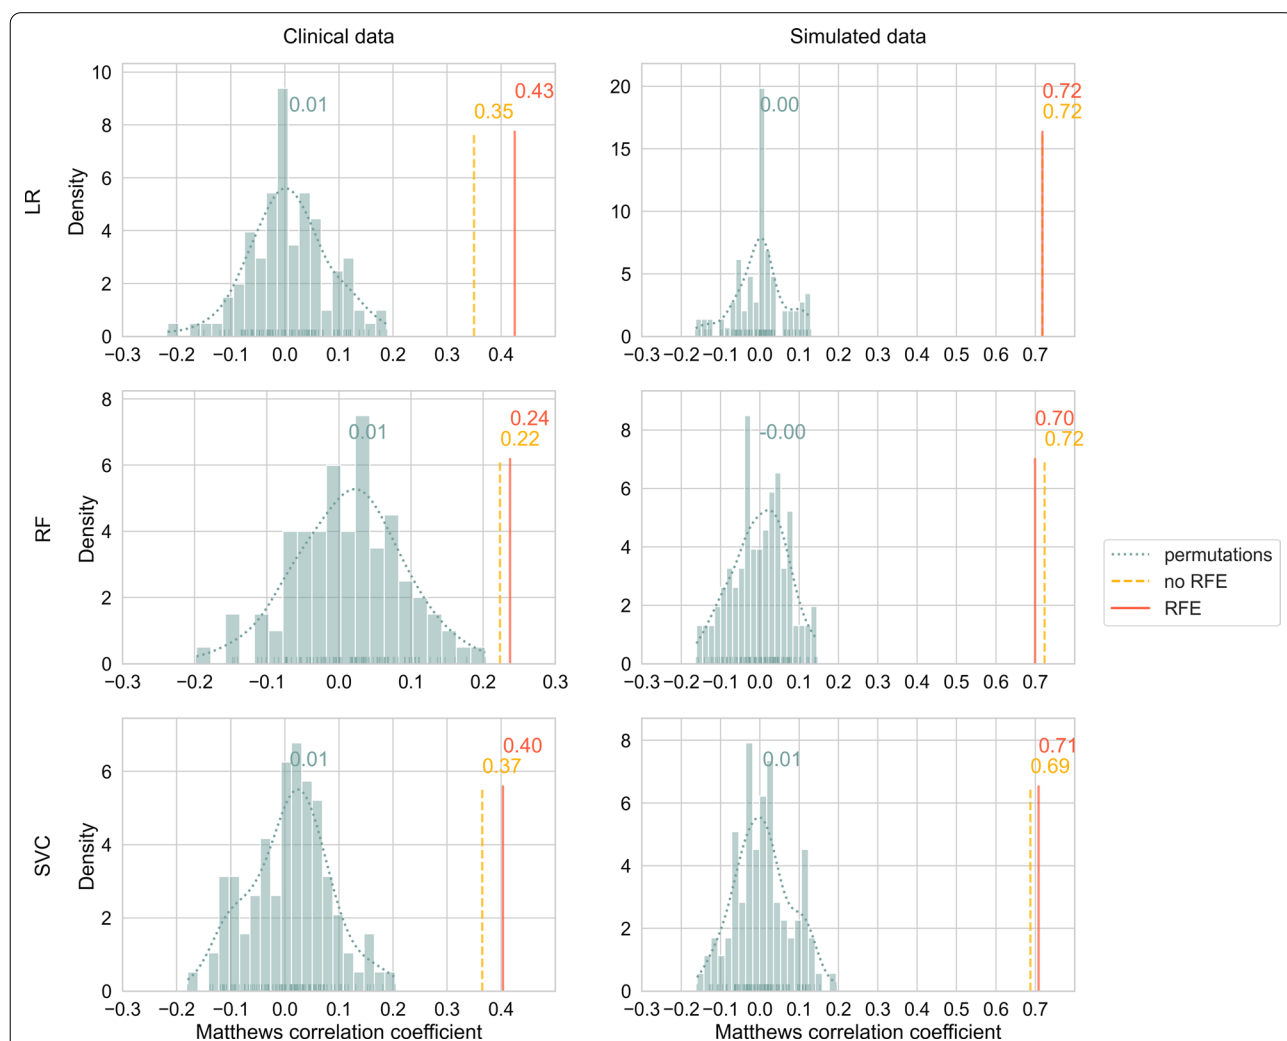 Clinical data
Simulated data
LR
Density
10
8
6
4
2
0
0.01
0.35
0.43
−0.3 −0.2 −0.1 0.0 0.1 0.2 0.3 0.4
20
15
10
5
0
0.00
0.72
0.72
−0.3 −0.2 −0.1 0.0 0.1 0.2 0.3 0.4 0.5 0.6 0.7
RF
Density
8
6
4
2
0
0.01
0.24
0.22
−0.3 −0.2 −0.1 0.0 0.1 0.2 0.3
8
6
4
2
0
-0.00
0.70
0.72
−0.3 −0.2 −0.1 0.0 0.1 0.2 0.3 0.4 0.5 0.6 0.7
permutations
no RFE
RFE
SVC
Density
6
4
2
0
0.01
0.40
0.37
−0.3 −0.2 −0.1 0.0 0.1 0.2 0.3 0.4
Matthews correlation coefficient
8
6
4
2
0
0.01
0.71
0.69
−0.3 −0.2 −0.1 0.0 0.1 0.2 0.3 0.4 0.5 0.6 0.7
Matthews correlation coefficient